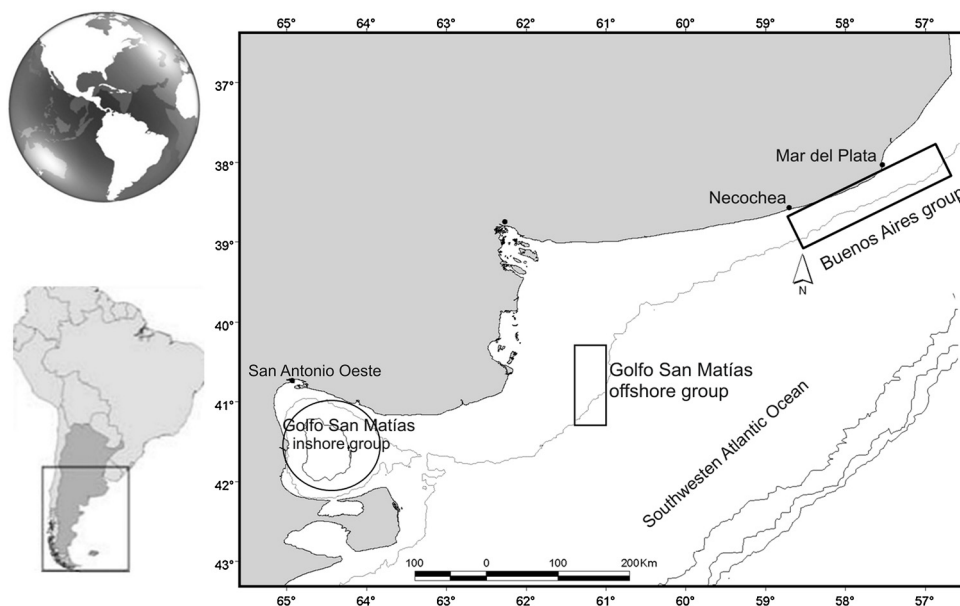 65° 64° 63° 62° 61° 60° 59° 58° 57°
37°
38°
39°
40°
41°
42°
43°
Mar del Plata
Necochea
Buenos Aires group
N
San Antonio Oeste
Golfo San Matías
inshore group
Golfo San Matías
offshore group
Southwesten Atlantic Ocean
100 0 100 200Km
65° 64° 63° 62° 61° 60° 59° 58° 57°